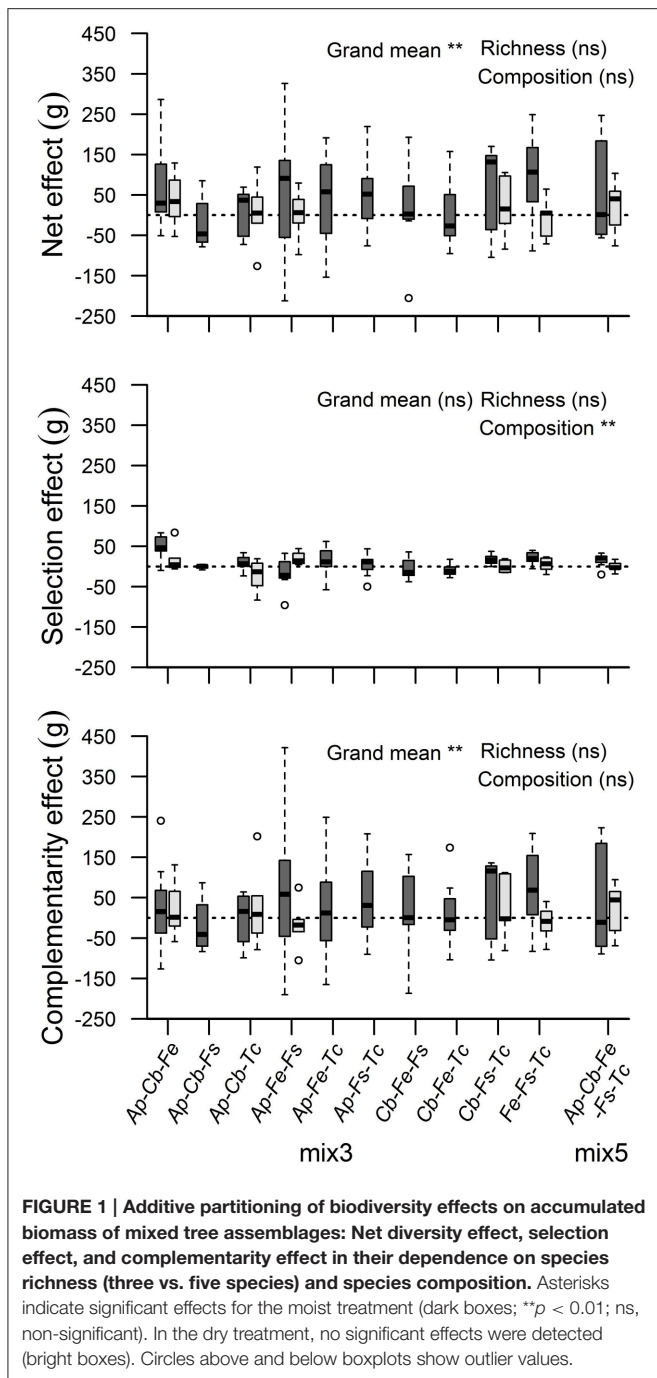 Net effect (g)
450
350
250
150
50
-50
-150
-250
Grand mean ** Richness (ns)
Composition (ns)
Selection effect (g)
450
350
250
150
50
-50
-150
-250
Grand mean (ns) Richness (ns)
Composition **
Complementarity effect (g)
450
350
250
150
50
-50
-150
-250
Grand mean ** Richness (ns)
Composition (ns)
Ap-Cb-Fe
Ap-Cb-Fs
Ap-Cb-Tc
Ap-Fe-Fs
Ap-Fe-Tc
Ap-Fs-Tc
Cb-Fe-Fs
Cb-Fe-Tc
Cb-Fs-Tc
Fe-Fs-Tc
Ap-Cb-Fe
-Fs-Tc
mix3
mix5
FIGURE 1 | Additive partitioning of biodiversity effects on accumulated
biomass of mixed tree assemblages: Net diversity effect, selection
effect, and complementarity effect in their dependence on species
richness (three vs. five species) and species composition. Asterisks
indicate significant effects for the moist treatment (dark boxes; **p < 0.01; ns,
non-significant). In the dry treatment, no significant effects were detected
(bright boxes). Circles above and below boxplots show outlier values.